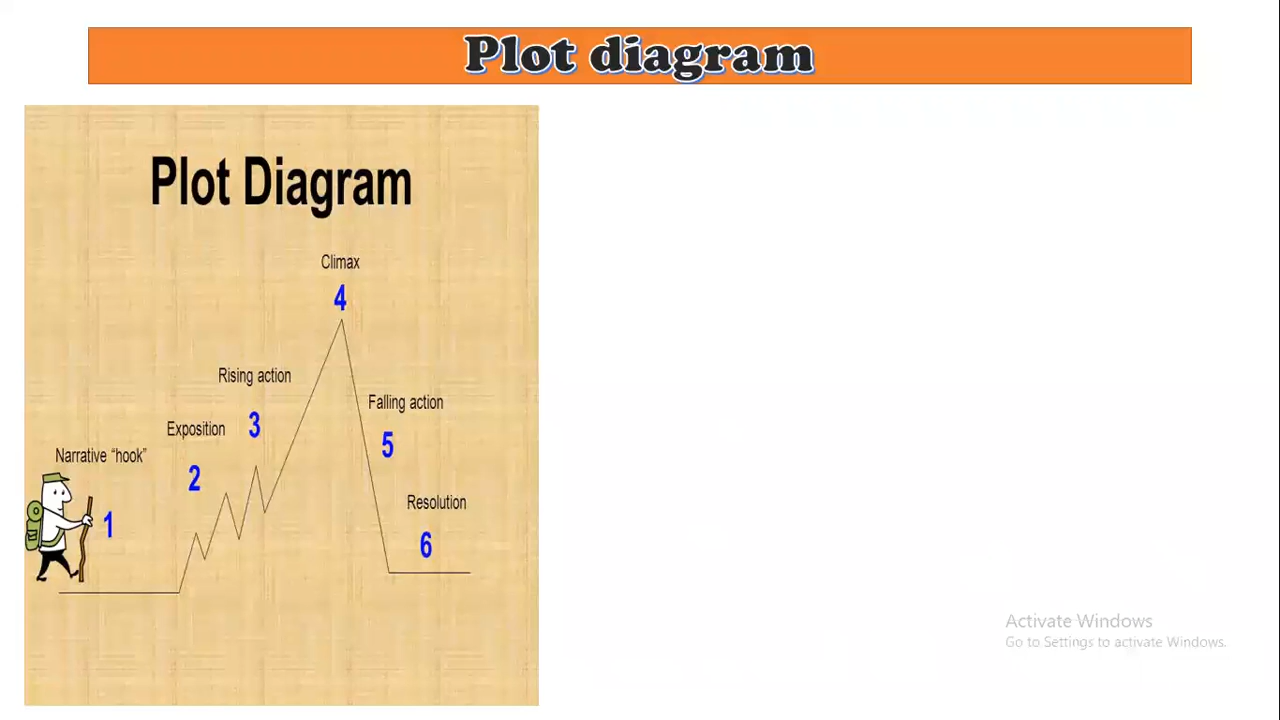 Plot diagram
Plot Diagram
Climax
4
Rising action
3
Falling action
5
Exposition
2
Narrative “hook”
1
Resolution
6
Activate Windows
Go to Settings to activate Windows.